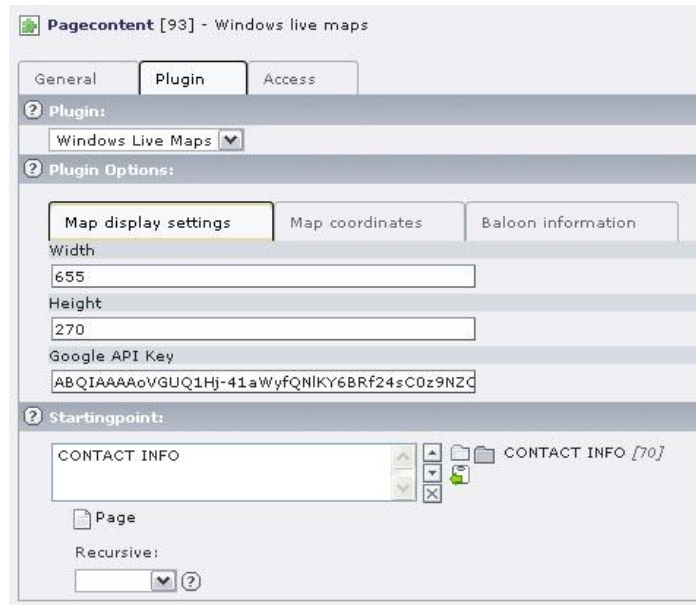 Pagecontent [93] - Windows live maps
General Plugin Access
Plugin:
Windows Live Maps
Plugin Options:
Map display settings Map coordinates Baloon information
Width
655
Height
270
Google API Key
ABQIAAAAoVGUQ1Hj-41aWyfQNlKY6BRf24sC0z9NZC
Startingpoint:
CONTACT INFO CONTACT INFO [70]
Page
Recursive: